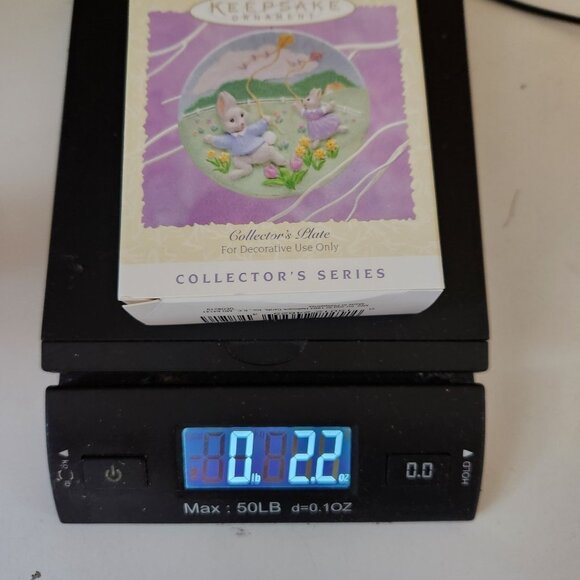 KEEPSAKE
ORNAMENT
Collector's Plate
For Decorative Use Only
COLLECTOR'S SERIES
0 lb 2.2 oz
0.0
HOLD
Max : 50LB d=0.1OZ